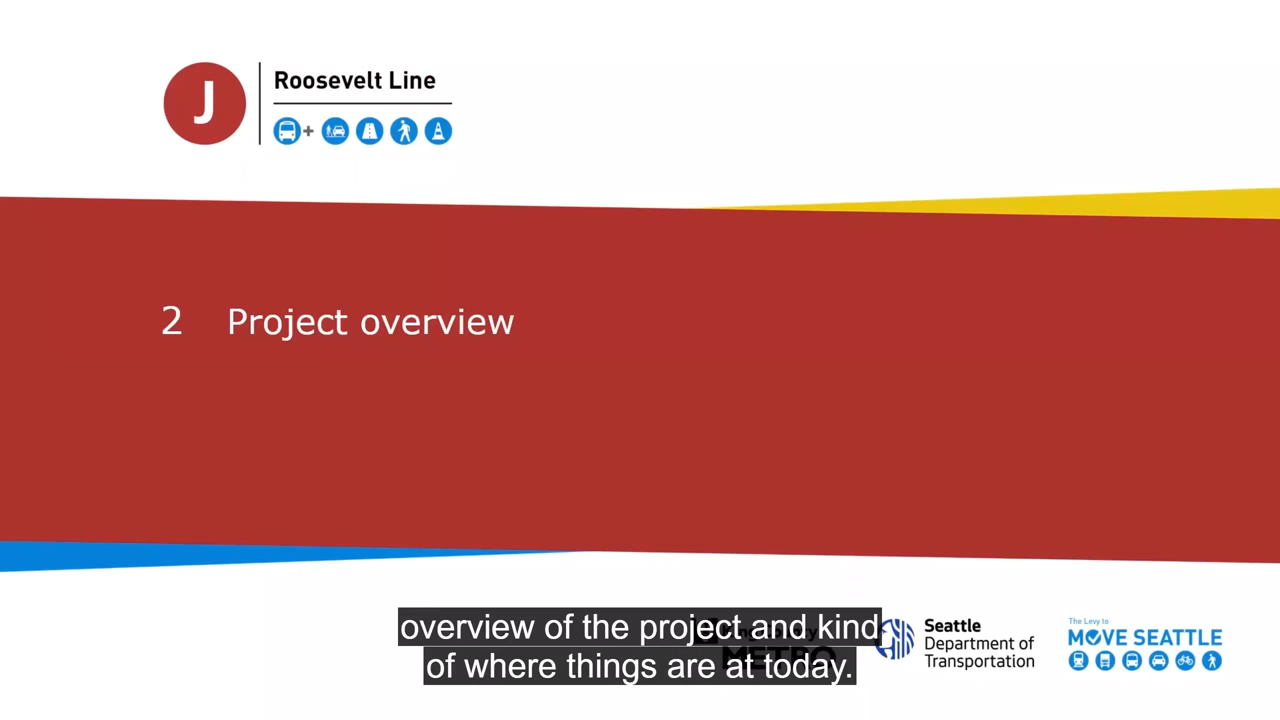 J
Roosevelt Line
+
2 Project overview
overview of the project and kind
of where things are at today.
METRO
Seattle
Department of
Transportation
The Levy to
MOVE SEATTLE